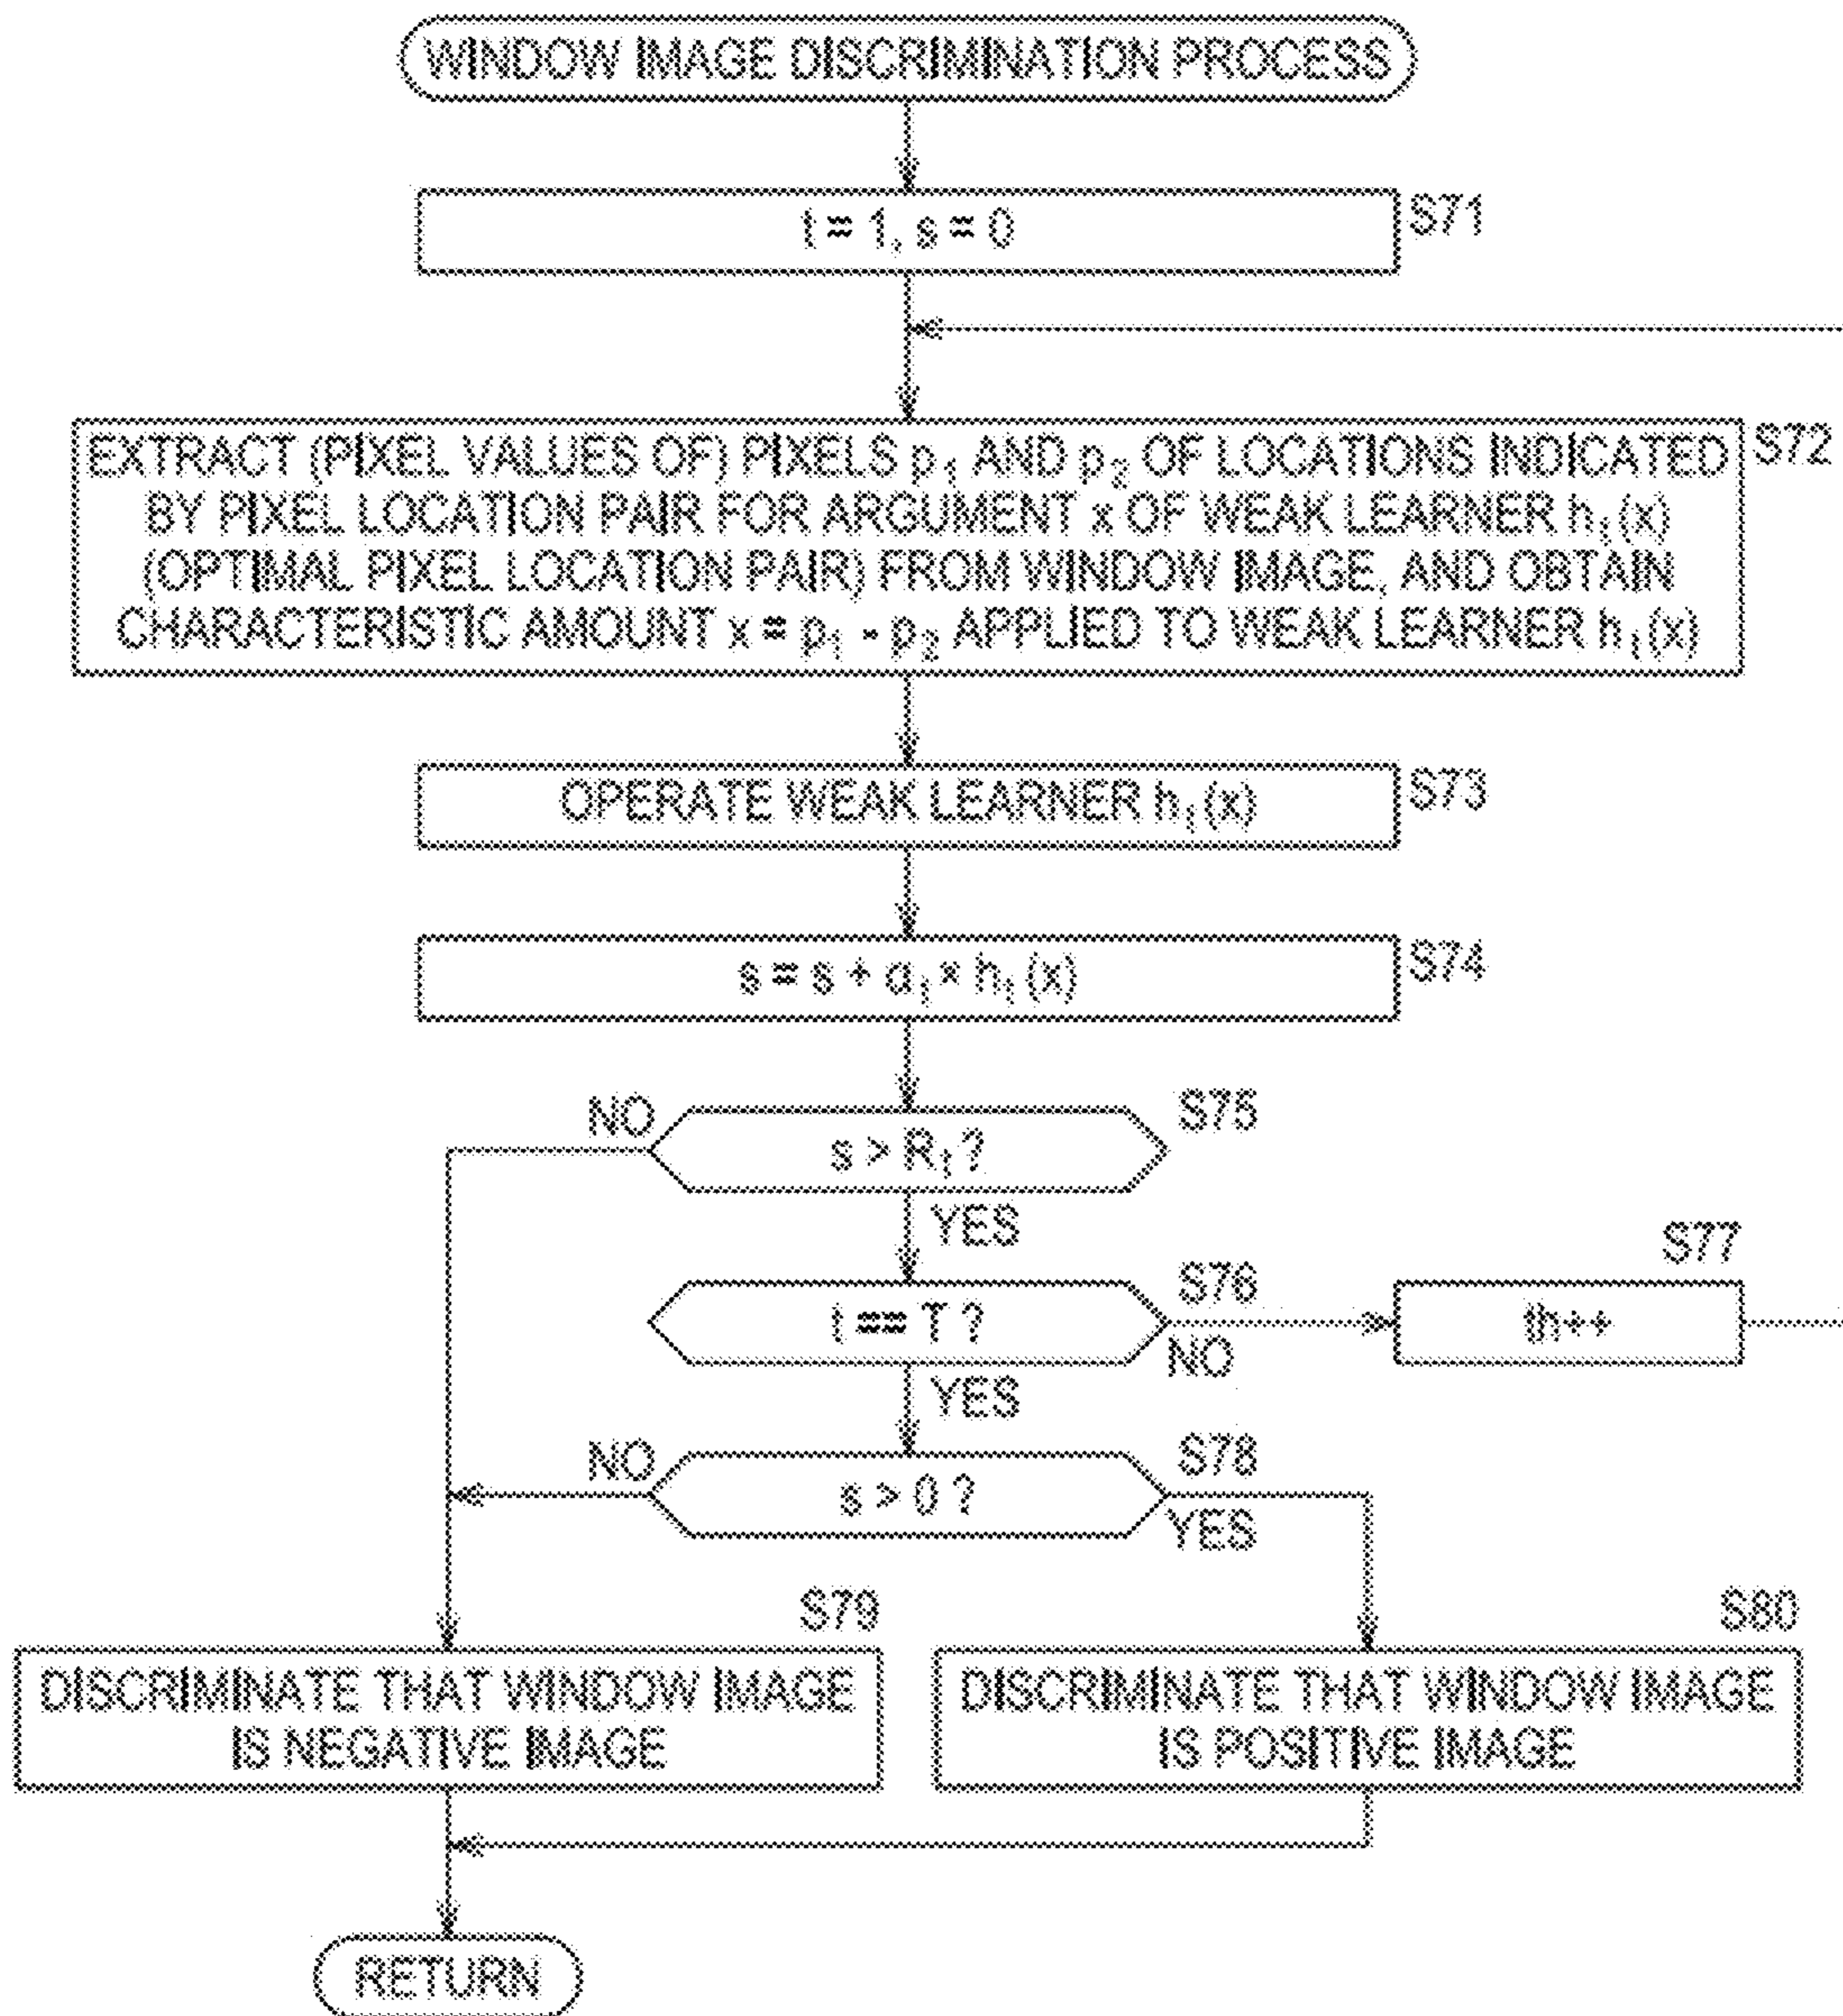 WINDOW IMAGE DISCRIMINATION PROCESS
t = 1, s = 0
S71
EXTRACT (PIXEL VALUES OF) PIXELS p₁ AND p₂ OF LOCATIONS INDICATED
BY PIXEL LOCATION PAIR FOR ARGUMENT x OF WEAK LEARNER hₜ(x)
(OPTIMAL PIXEL LOCATION PAIR) FROM WINDOW IMAGE, AND OBTAIN
CHARACTERISTIC AMOUNT x = p₁ - p₂ APPLIED TO WEAK LEARNER hₜ(x)
S72
OPERATE WEAK LEARNER hₜ(x)
S73
s = s + αₜ × hₜ(x)
S74
S75
NO
s > Rₜ ?
YES
S76
S77
t == T ?
NO
th++
YES
S78
NO
s > 0 ?
YES
S79
DISCRIMINATE THAT WINDOW IMAGE
IS NEGATIVE IMAGE
S80
DISCRIMINATE THAT WINDOW IMAGE
IS POSITIVE IMAGE
RETURN